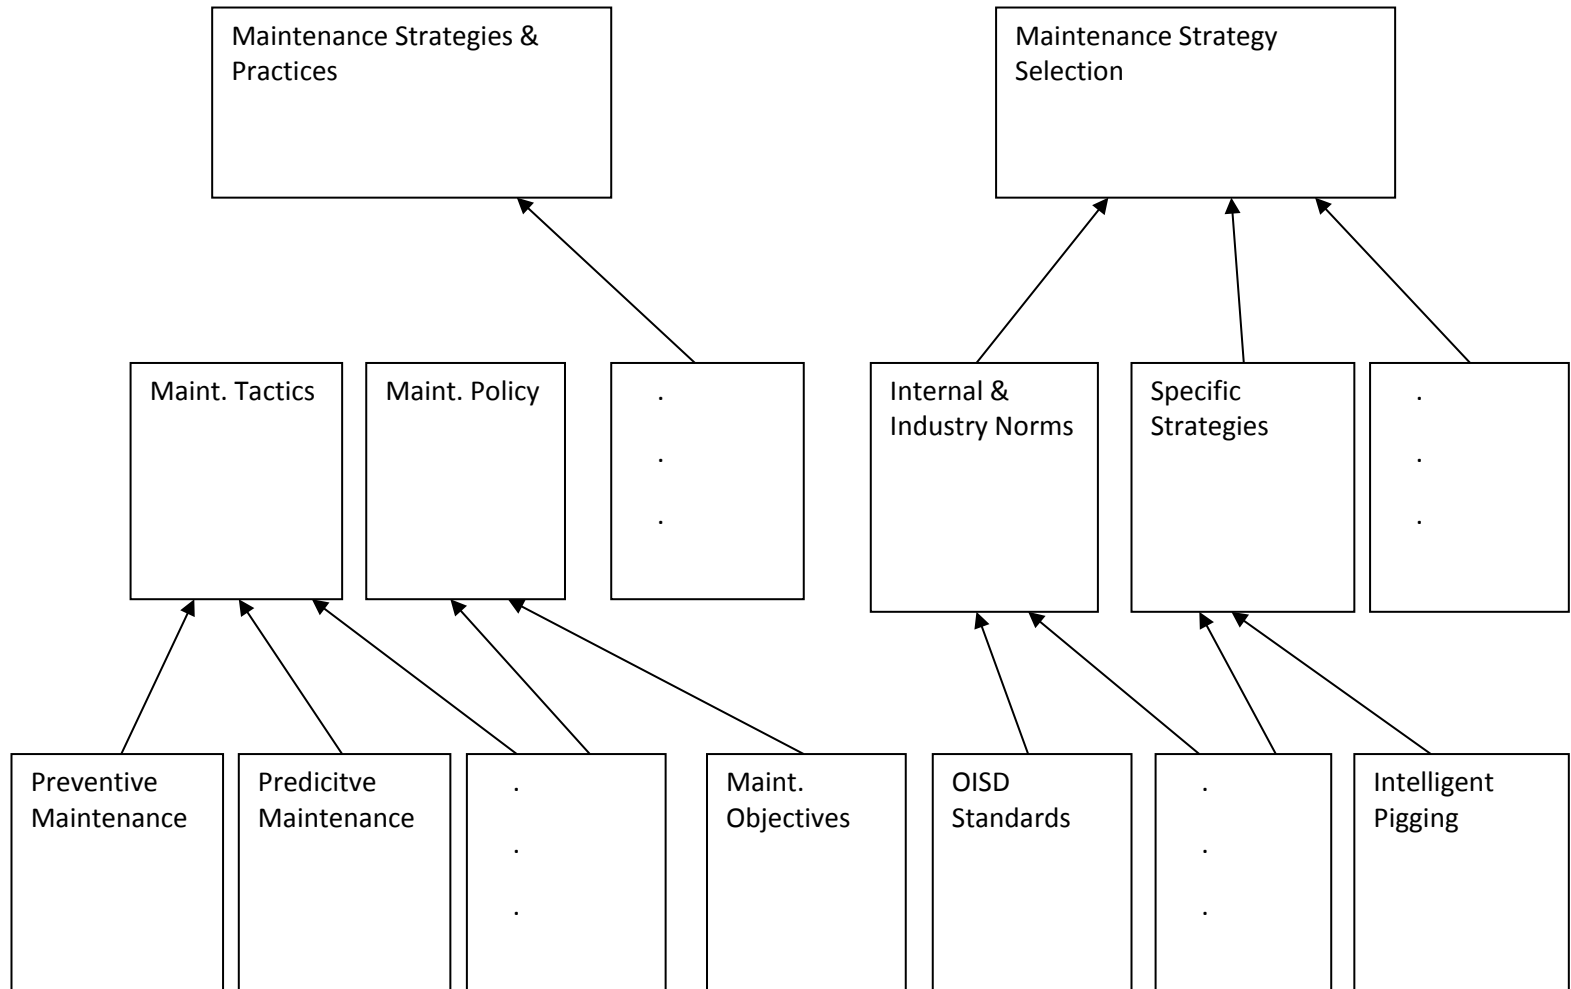 Maintenance Strategies &
Practices
Maintenance Strategy
Selection
Maint. Tactics
Maint. Policy
.
.
.
Internal &
Industry Norms
Specific
Strategies
.
.
.
Preventive
Maintenance
Predicitve
Maintenance
.
.
.
Maint.
Objectives
OISD
Standards
.
.
.
Intelligent
Pigging